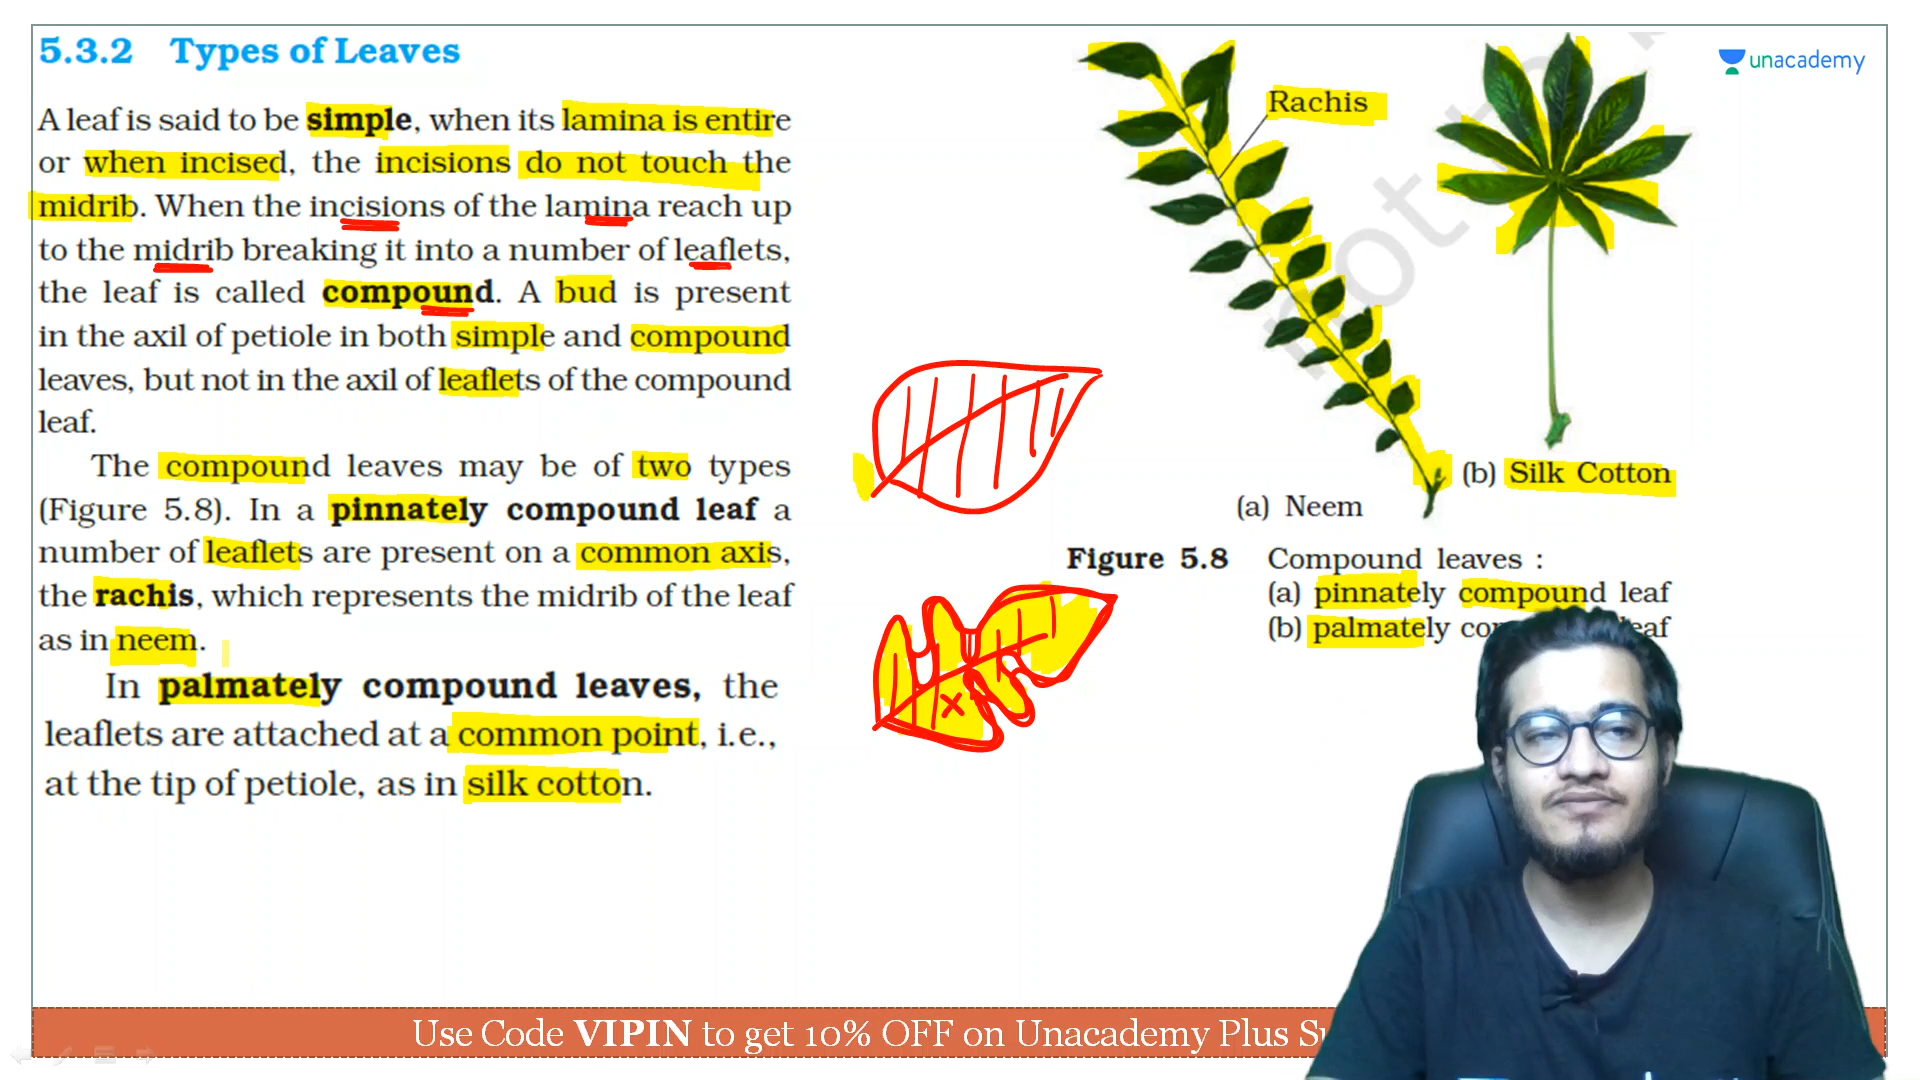 5.3.2 Types of Leaves
A leaf is said to be simple, when its lamina is entire
or when incised, the incisions do not touch the
midrib. When the incisions of the lamina reach up
to the midrib breaking it into a number of leaflets,
the leaf is called compound. A bud is present
in the axil of petiole in both simple and compound
leaves, but not in the axil of leaflets of the compound
leaf.
The compound leaves may be of two types
(Figure 5.8). In a pinnately compound leaf a
number of leaflets are present on a common axis,
the rachis, which represents the midrib of the leaf
as in neem.
In palmately compound leaves, the
leaflets are attached at a common point, i.e.,
at the tip of petiole, as in silk cotton.
Rachis
not
unacademy
(b) Silk Cotton
(a) Neem
Figure 5.8 Compound leaves :
(a) pinnately compound leaf
(b) palmately leaf
Use Code VIPIN to get 10% OFF on Unacademy Plus